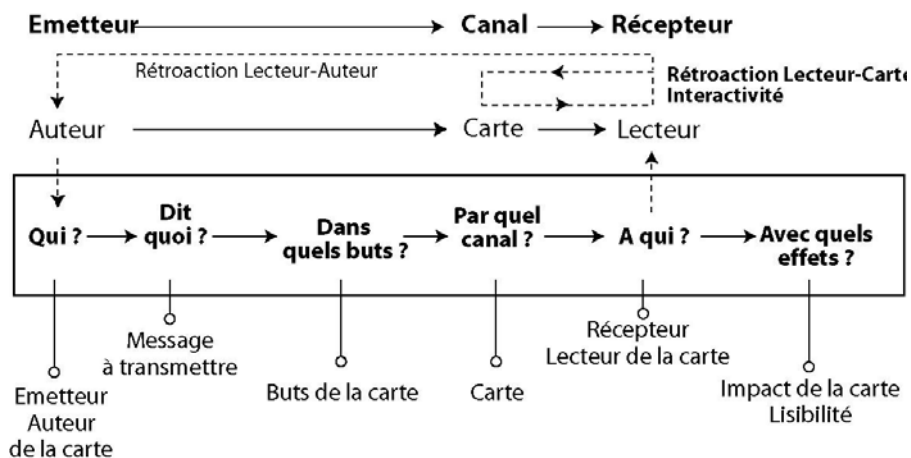 Emetteur Canal Récepteur
Rétroaction Lecteur-Auteur
Rétroaction Lecteur-Carte
Interactivité
Auteur Carte Lecteur
Qui ?
Dit
quoi ?
Dans
quels buts ?
Par quel
canal ?
A qui ?
Avec quels
effets ?
Emetteur
Auteur
de la carte
Message
à transmettre
Buts de la carte
Carte
Récepteur
Lecteur de la carte
Impact de la carte
Lisibilité